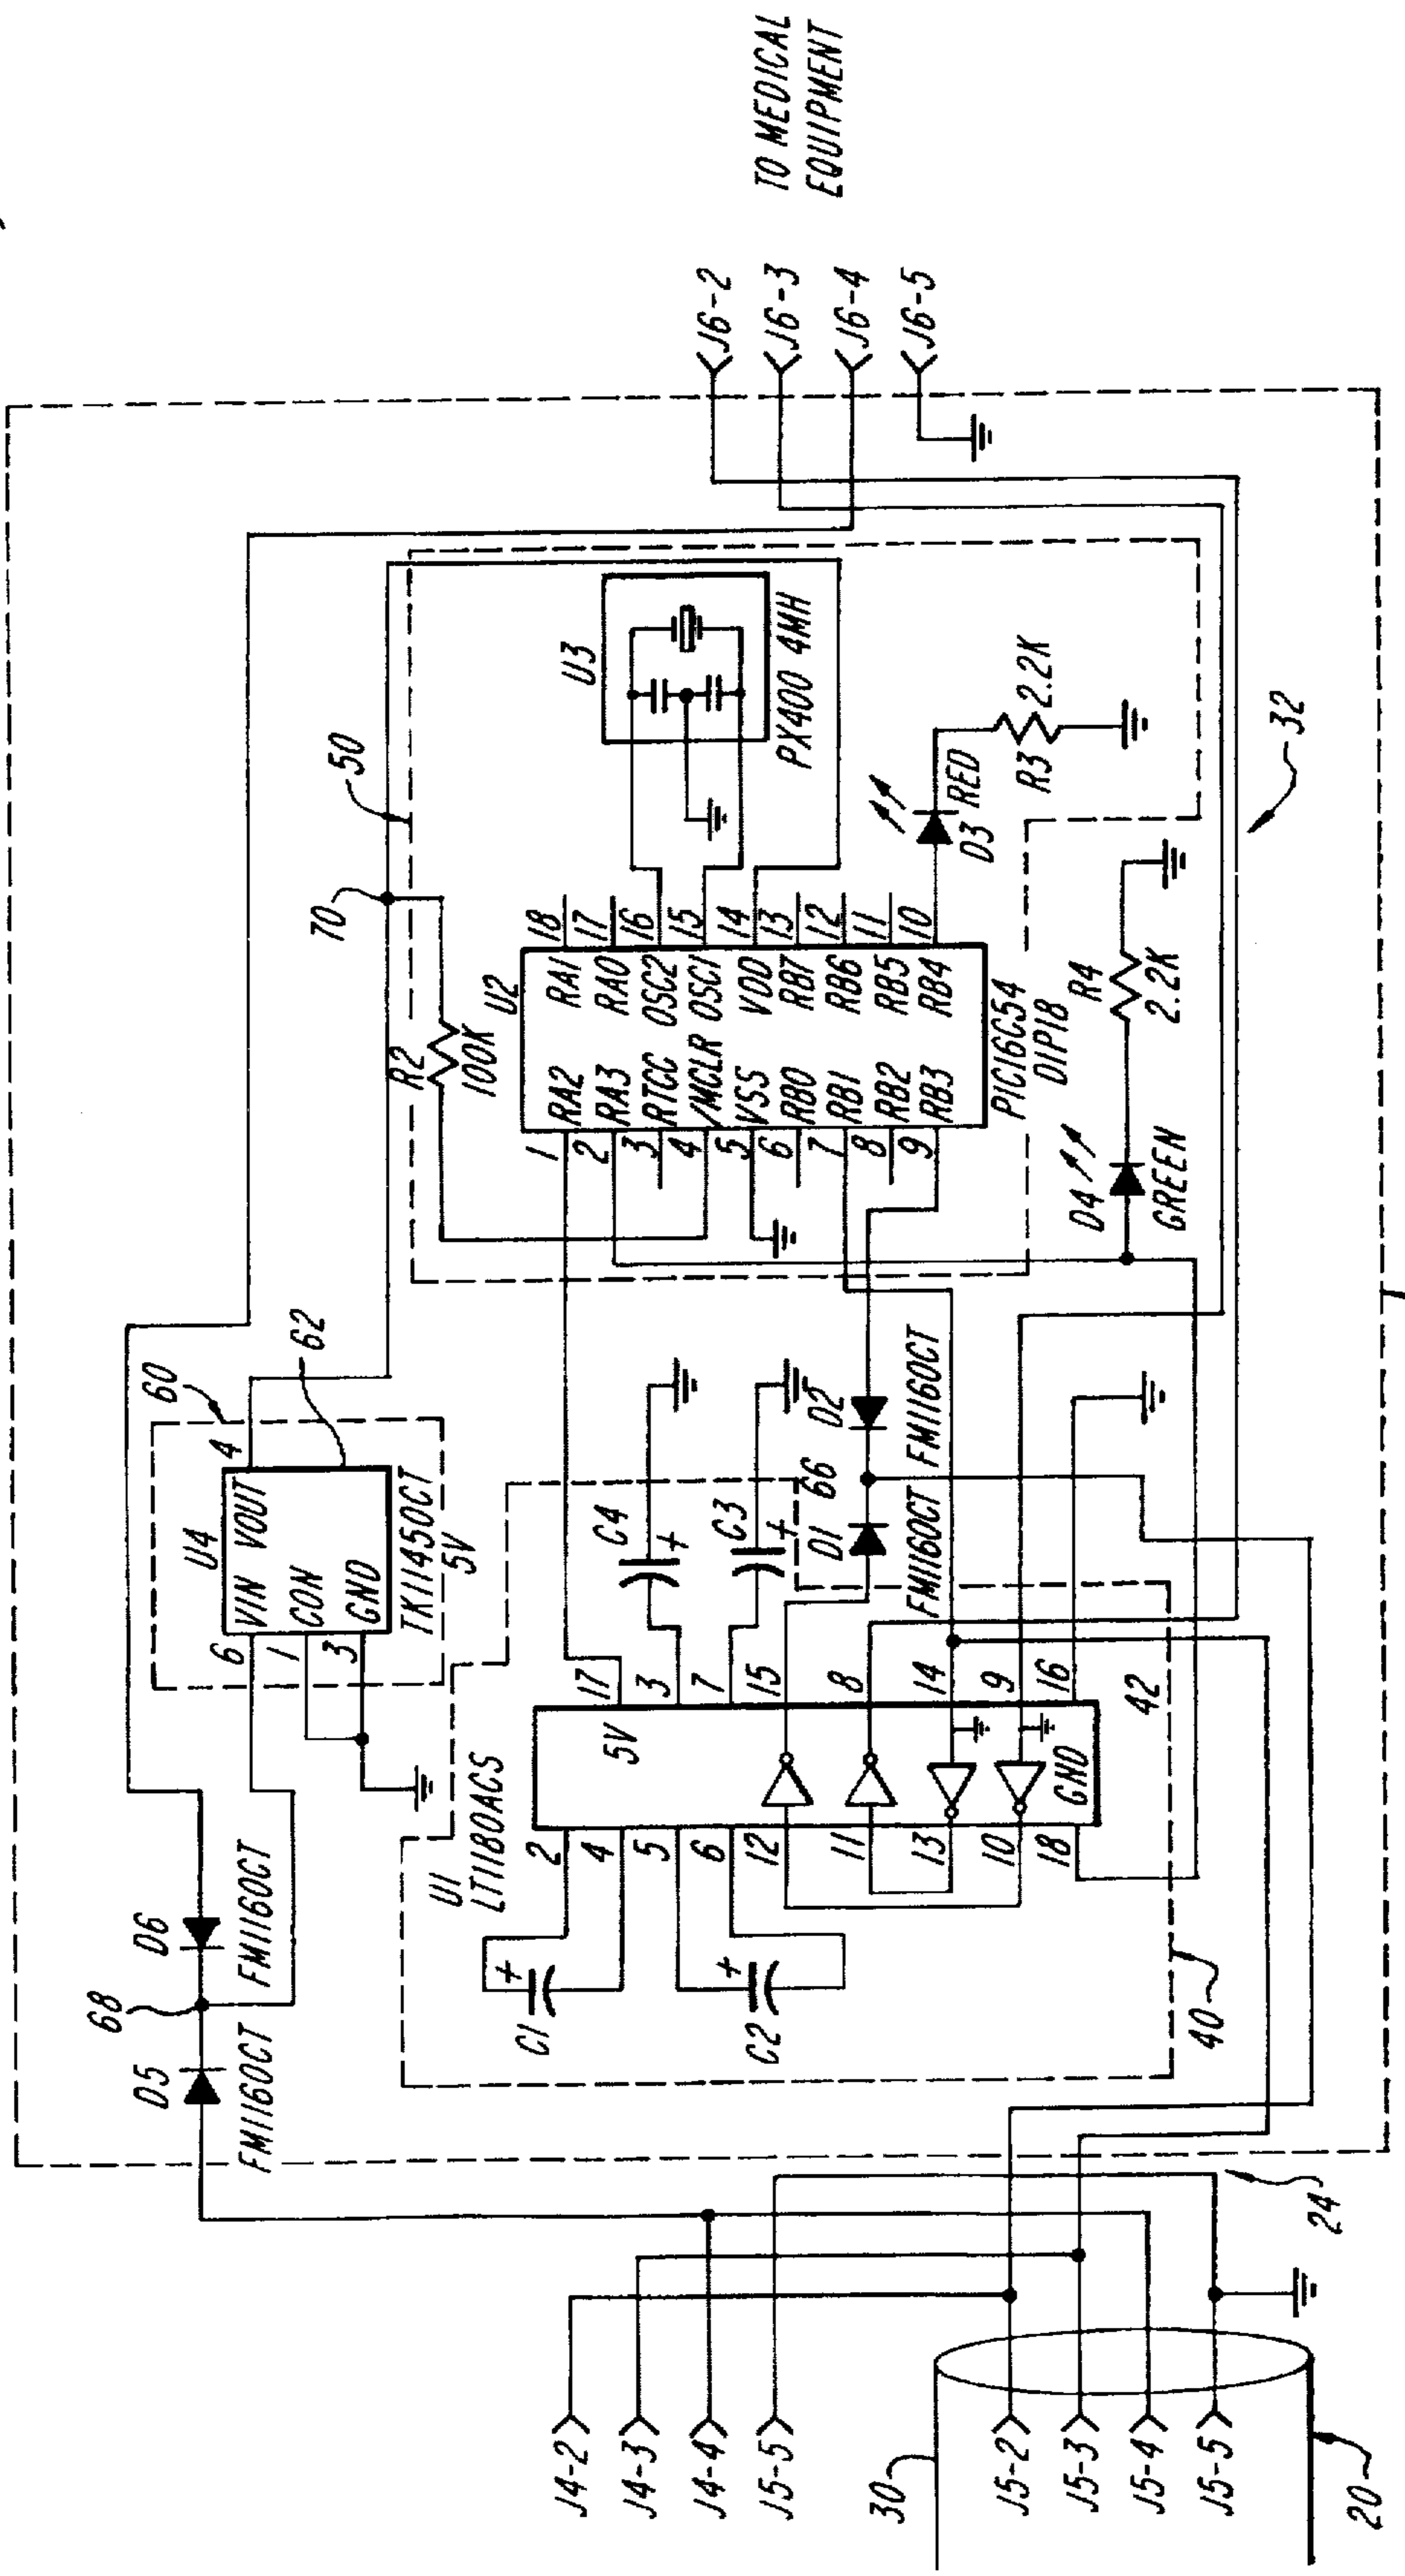 TO MEDICAL
EQUIPMENT
J6-2
J6-3
J6-4
J6-5
50
70
R2
100K
U3
PX400 4MH
U2
RA2
RA3
RTCC
/MCLR
VSS
RB0
RB1
RB2
RB3
RA1
RA0
OSC2
OSC1
VDD
RB7
RB6
RB5
RB4
1
2
3
4
5
6
7
8
9
18
17
16
15
14
13
12
11
10
PIC16C54
DIP18
D3
RED
R3
2.2K
R4
2.2K
D4
GREEN
32
60
62
U4
VIN
VOUT
CON
GND
6
1
3
4
TK11450CT
5V
D5
FM1160CT
68
D6
FM1160CT
U1
LT1180ACS
5V
GND
2
4
5
6
12
11
13
10
18
17
3
7
15
8
14
9
16
42
C1
+
C2
+
C4
+
C3
+
D1
FM1160CT
66
D2
FM1160CT
40
24
J4-2
J4-3
J4-4
J5-5
30
J5-2
J5-3
J5-4
J5-5
20